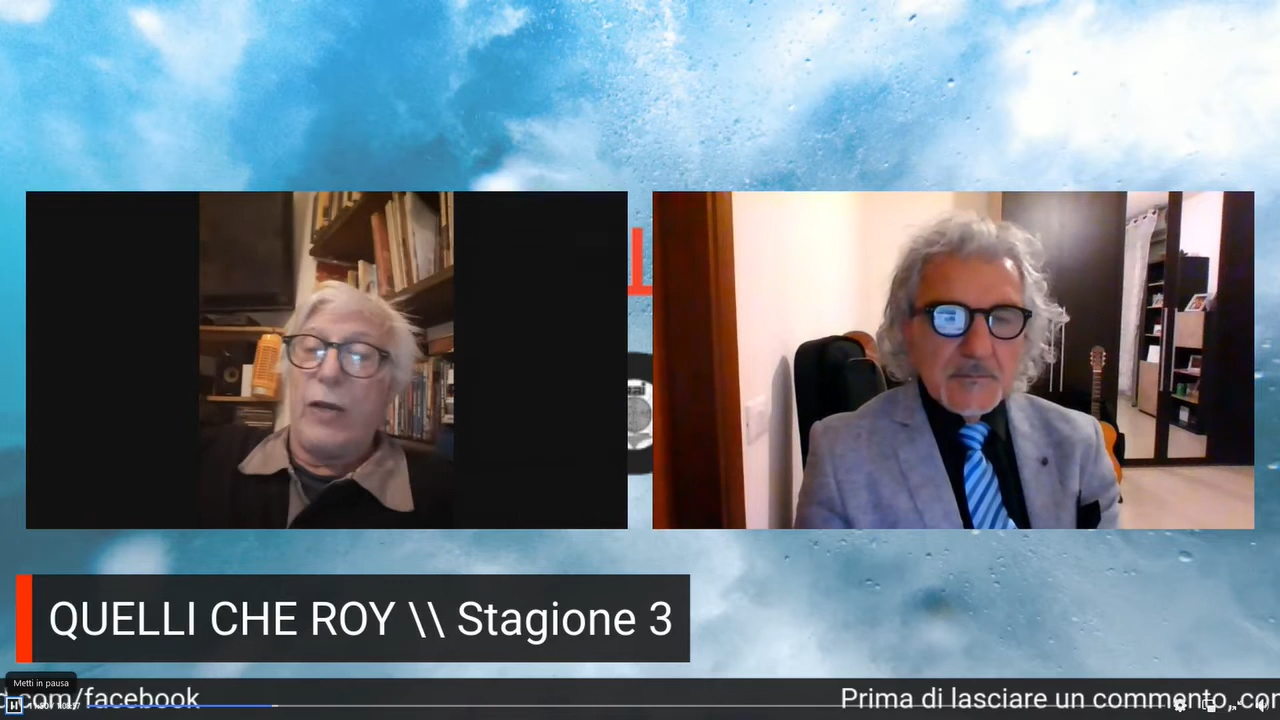 QUELLI CHE ROY \\ Stagione 3
Metti in pausa
d.com/facebook
Prima di lasciare un commento, con